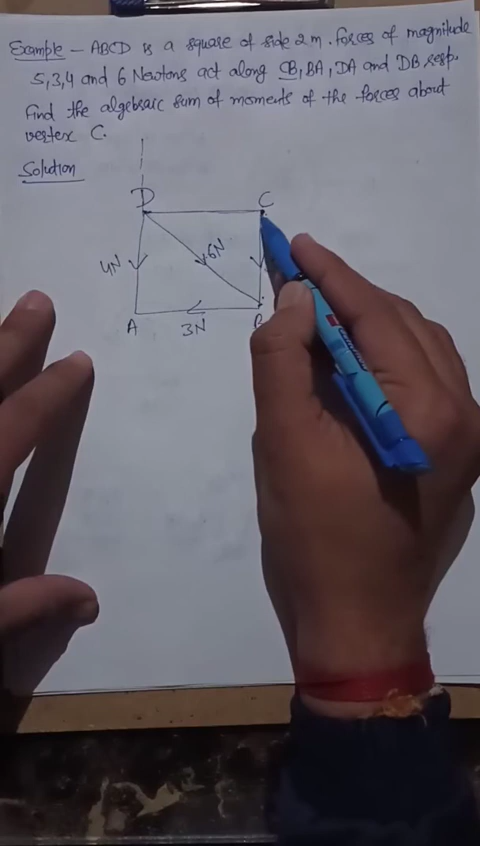 Example - ABCD is a square of side 2 m. forces of magnitude
5,3,4 and 6 Newtons act along CB, BA, DA and DB resp.
Find the algebraic sum of moments of the forces about
vertex C.
Solution
D C
4N 6N
A 3N B